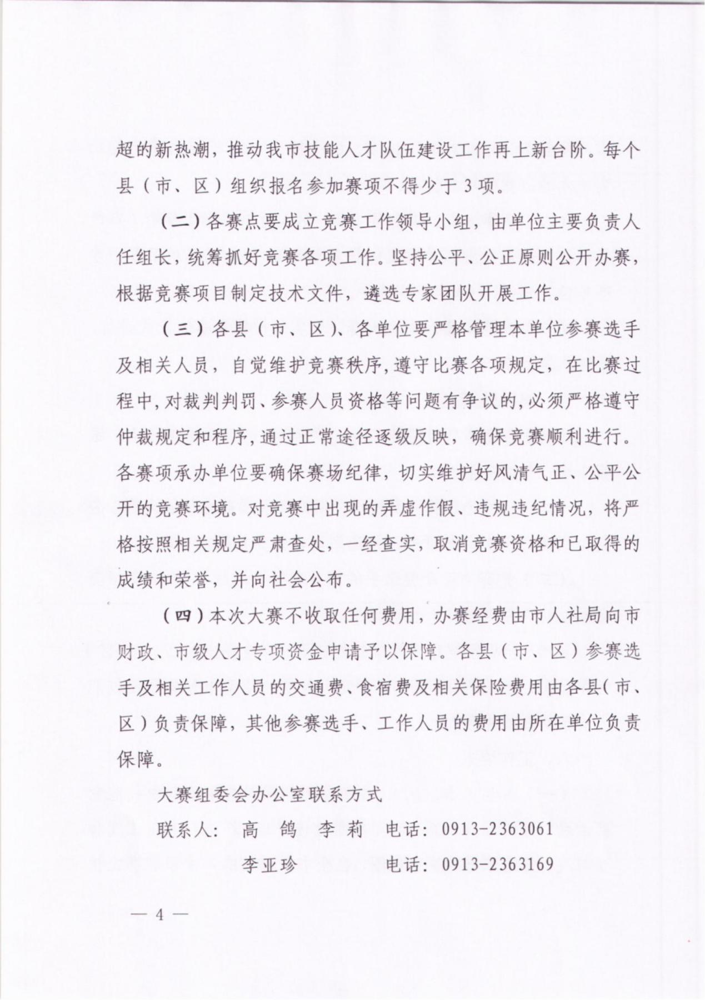 超的新热潮，推动我市技能人才队伍建设工作再上新台阶。每个
县（市、区）组织报名参加赛项不得少于 3 项。
（二）各赛点要成立竞赛工作领导小组，由单位主要负责人
任组长，统筹抓好竞赛各项工作。坚持公平、公正原则公开办赛，
根据竞赛项目制定技术文件，遴选专家团队开展工作。
（三）各县（市、区）、各单位要严格管理本单位参赛选手
及相关人员，自觉维护竞赛秩序，遵守比赛各项规定，在比赛过
程中，对裁判判罚、参赛人员资格等问题有争议的，必须严格遵守
仲裁规定和程序，通过正常途径逐级反映，确保竞赛顺利进行。
各赛项承办单位要确保赛场纪律，切实维护好风清气正、公平公
开的竞赛环境。对竞赛中出现的弄虚作假、违规违纪情况，将严
格按照相关规定严肃查处，一经查实，取消竞赛资格和已取得的
成绩和荣誉，并向社会公布。
（四）本次大赛不收取任何费用，办赛经费由市人社局向市
财政、市级人才专项资金申请予以保障。各县（市、区）参赛选
手及相关工作人员的交通费、食宿费及相关保险费用由各县（市、
区）负责保障，其他参赛选手、工作人员的费用由所在单位负责
保障。
大赛组委会办公室联系方式
联系人： 高 鸽 李 莉 电话：0913-2363061
李亚珍 电话：0913-2363169
— 4 —